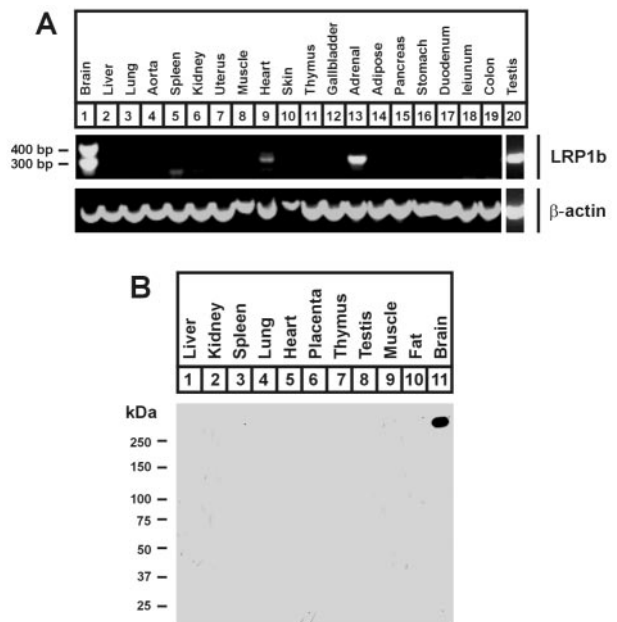 A
Brain Liver Lung Aorta Spleen Kidney Uterus Muscle Heart Skin Thymus Gallbladder Adrenal Adipose Pancreas Stomach Duodenum Ieiunum Colon Testis
1 2 3 4 5 6 7 8 9 10 11 12 13 14 15 16 17 18 19 20
400 bp
300 bp
LRP1b
β-actin
B
Liver Kidney Spleen Lung Heart Placenta Thymus Testis Muscle Fat Brain
1 2 3 4 5 6 7 8 9 10 11
kDa
250
150
100
75
50
37
25